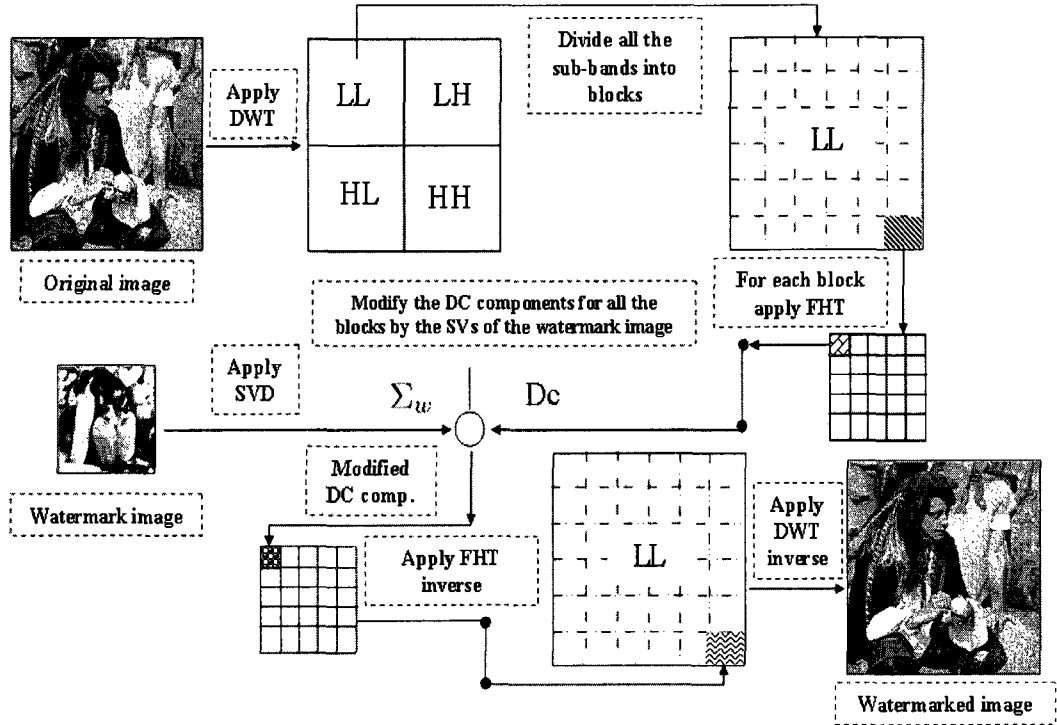 Apply
DWT
LL
LH
HL
HH
Divide all the
sub-bands into
blocks
LL
Original image
For each block
apply FHT
Modify the DC components for all the
blocks by the SVs of the watermark image
Apply
SVD
Σw
Dc
Watermark image
Modified
DC comp.
Apply FHT
inverse
LL
Apply
DWT
inverse
Watermarked image